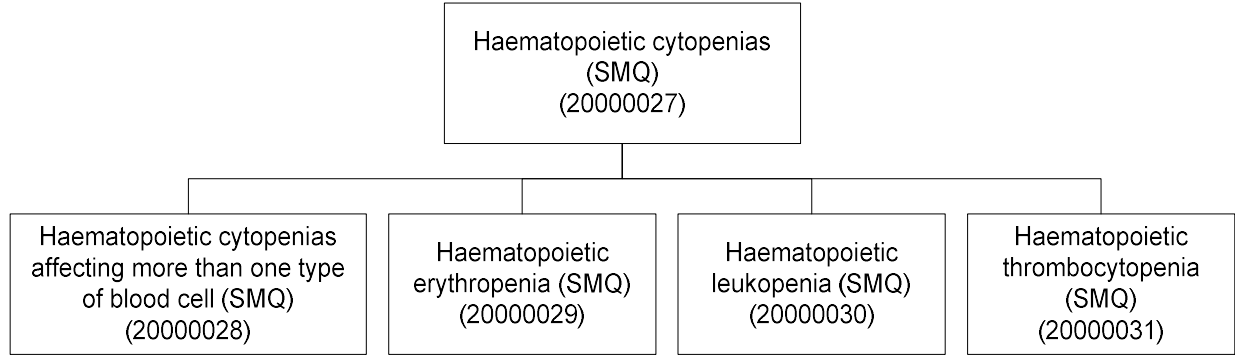 Haematopoietic cytopenias
(SMQ)
(20000027)
Haematopoietic cytopenias
affecting more than one type
of blood cell (SMQ)
(20000028)
Haematopoietic
erythropenia (SMQ)
(20000029)
Haematopoietic
leukopenia (SMQ)
(20000030)
Haematopoietic
thrombocytopenia
(SMQ)
(20000031)